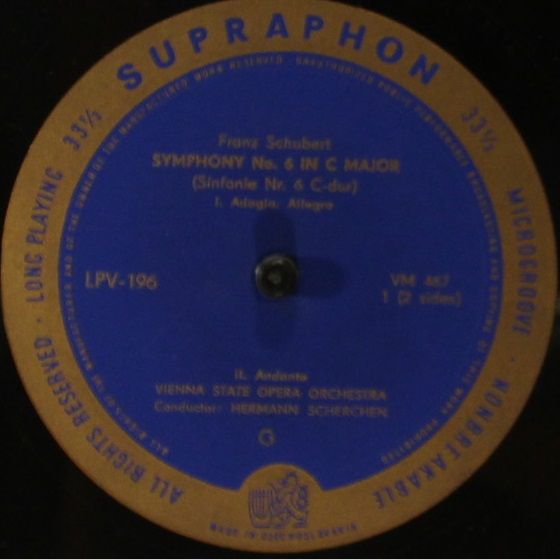 SUPRAPHON
ALL RIGHTS RESERVED · LONG PLAYING 33⅓
33⅓ MICROGROOVE · NONBREAKABLE
Franz Schubert
SYMPHONY No. 6 IN C MAJOR
(Sinfonie Nr. 6 C-dur)
I. Adagio. Allegro
LPV-196
VM 467
1 (2 sides)
II. Andante
VIENNA STATE OPERA ORCHESTRA
Conductor: HERMANN SCHERCHEN
G
MADE IN CZECHOSLOVAKIA